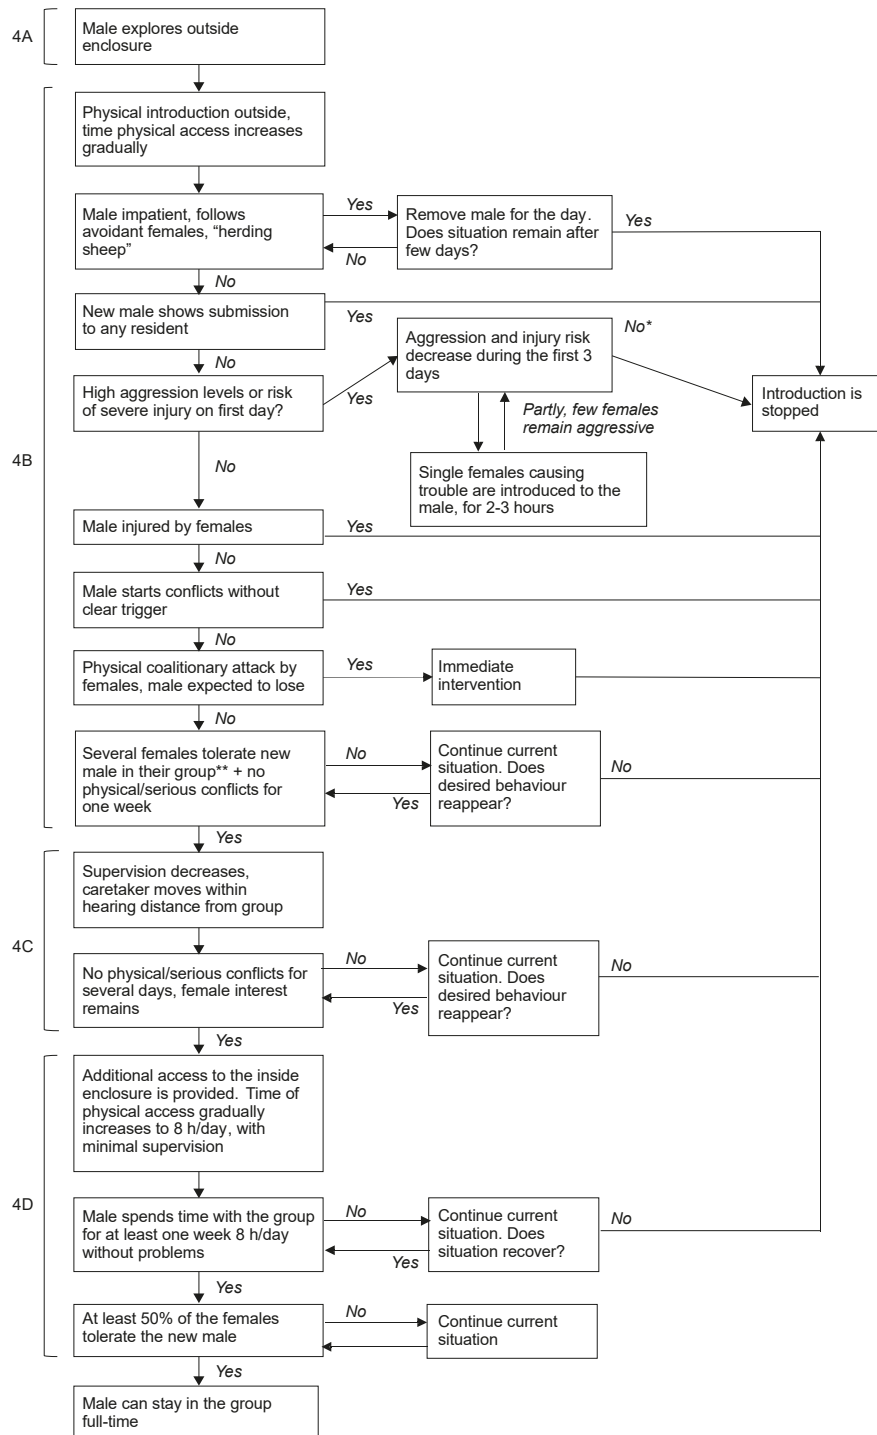 4A
Male explores outside
enclosure
4B
Physical introduction outside,
time physical access increases
gradually
Male impatient, follows
avoidant females, “herding
sheep”
Yes
No
Remove male for the day.
Does situation remain after
few days?
Yes
No
New male shows submission
to any resident
Yes
No
High aggression levels or risk
of severe injury on first day?
Yes
Aggression and injury risk
decrease during the first 3
days
No*
Introduction is
stopped
Partly, few females
remain aggressive
Single females causing
trouble are introduced to the
male, for 2-3 hours
No
Male injured by females
Yes
No
Male starts conflicts without
clear trigger
Yes
No
Physical coalitionary attack by
females, male expected to lose
Yes
Immediate
intervention
No
Several females tolerate new
male in their group** + no
physical/serious conflicts for
one week
No
Yes
Continue current
situation. Does
desired behaviour
reappear?
No
Yes
4C
Supervision decreases,
caretaker moves within
hearing distance from group
No physical/serious conflicts for
several days, female interest
remains
No
Yes
Continue current
situation. Does
desired behaviour
reappear?
No
Yes
4D
Additional access to the inside
enclosure is provided. Time of
physical access gradually
increases to 8 h/day, with
minimal supervision
Male spends time with the group
for at least one week 8 h/day
without problems
No
Yes
Continue current
situation. Does
situation recover?
No
Yes
At least 50% of the females
tolerate the new male
No
Continue current
situation
Yes
Male can stay in the group
full-time